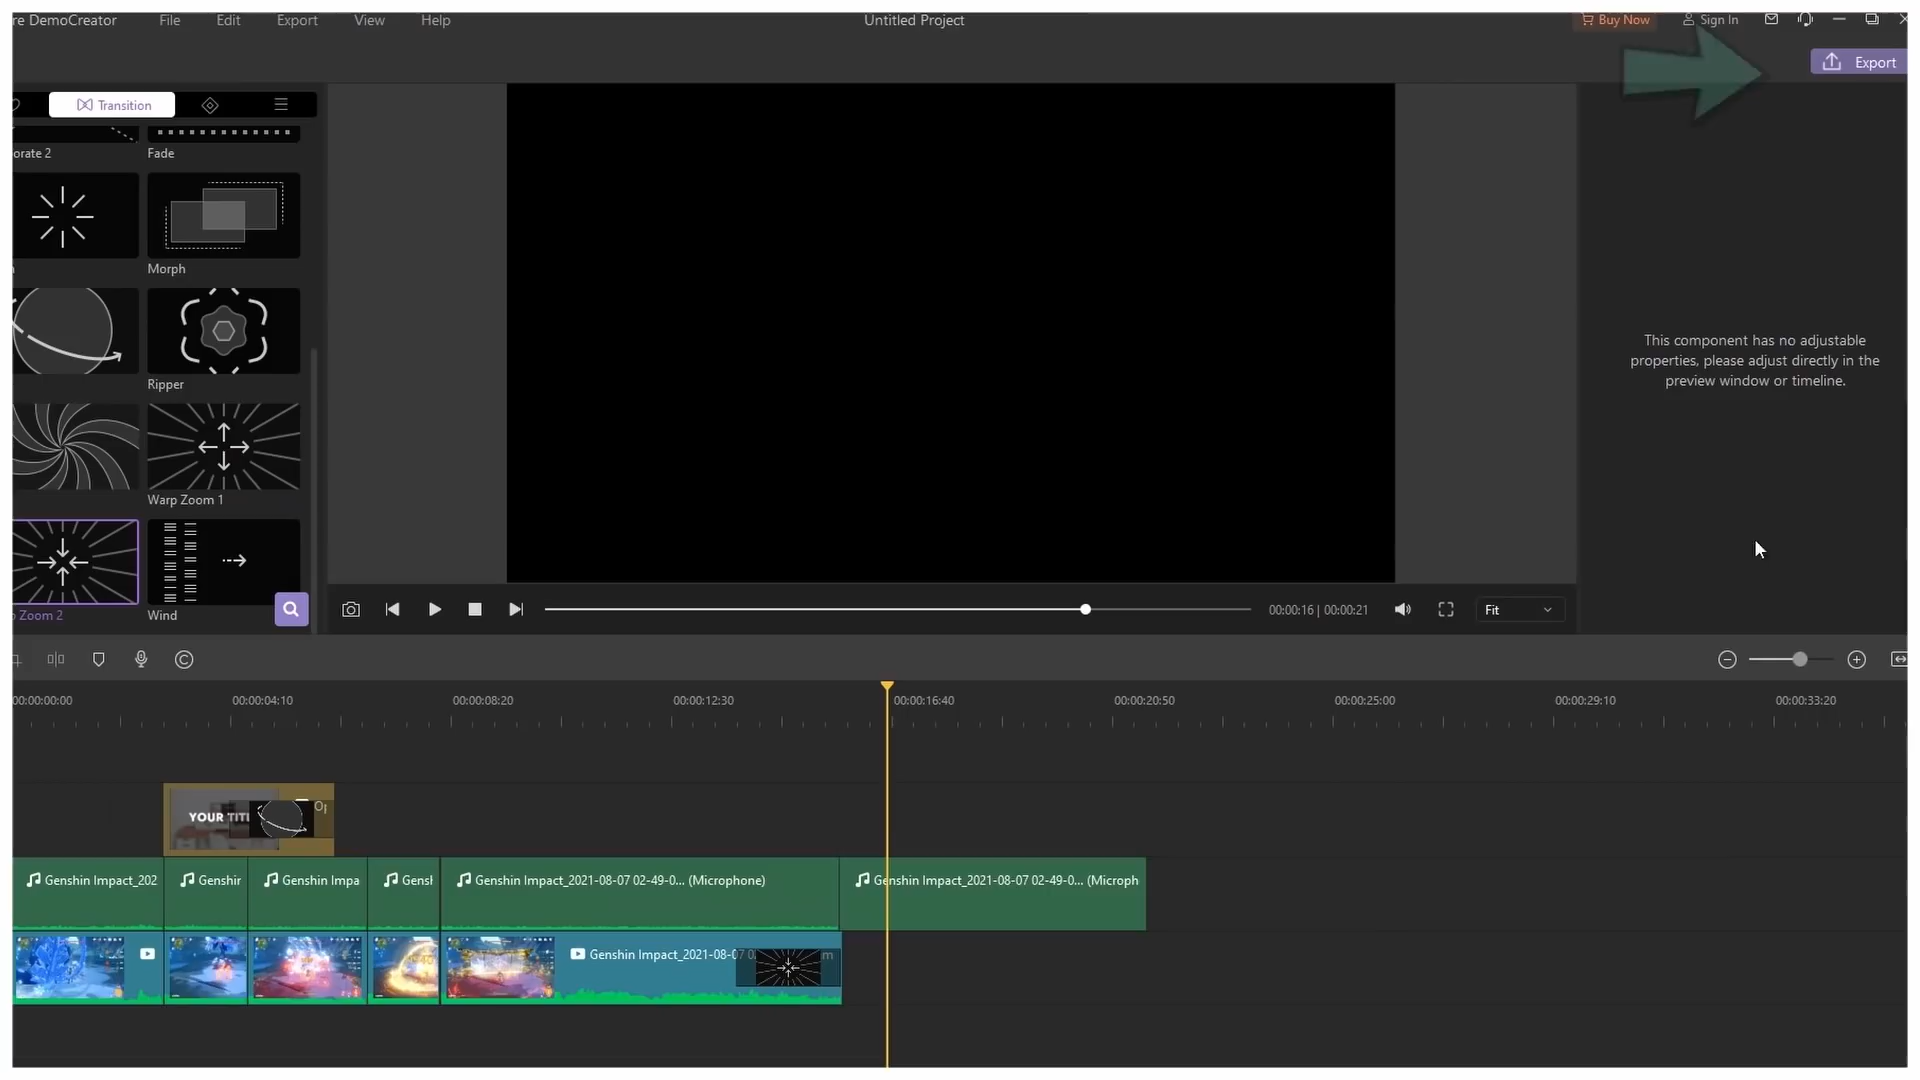 re DemoCreator File Edit Export View Help Untitled Project Buy Now Sign In
Export
Transition
orate 2 Fade
Morph
Ripper
Warp Zoom 1
Zoom 2 Wind
This component has no adjustable
properties, please adjust directly in the
preview window or timeline.
00:00:16 | 00:00:21 Fit
00:00:00:00 00:00:04:10 00:00:08:20 00:00:12:30 00:00:16:40 00:00:20:50 00:00:25:00 00:00:29:10 00:00:33:20
YOUR TITL Op
Genshin Impact_202 Genshir Genshin Impa Gensh Genshin Impact_2021-08-07 02-49-0... (Microphone) Genshin Impact_2021-08-07 02-49-0... (Microph
Genshin Impact_2021-08-07 0 m